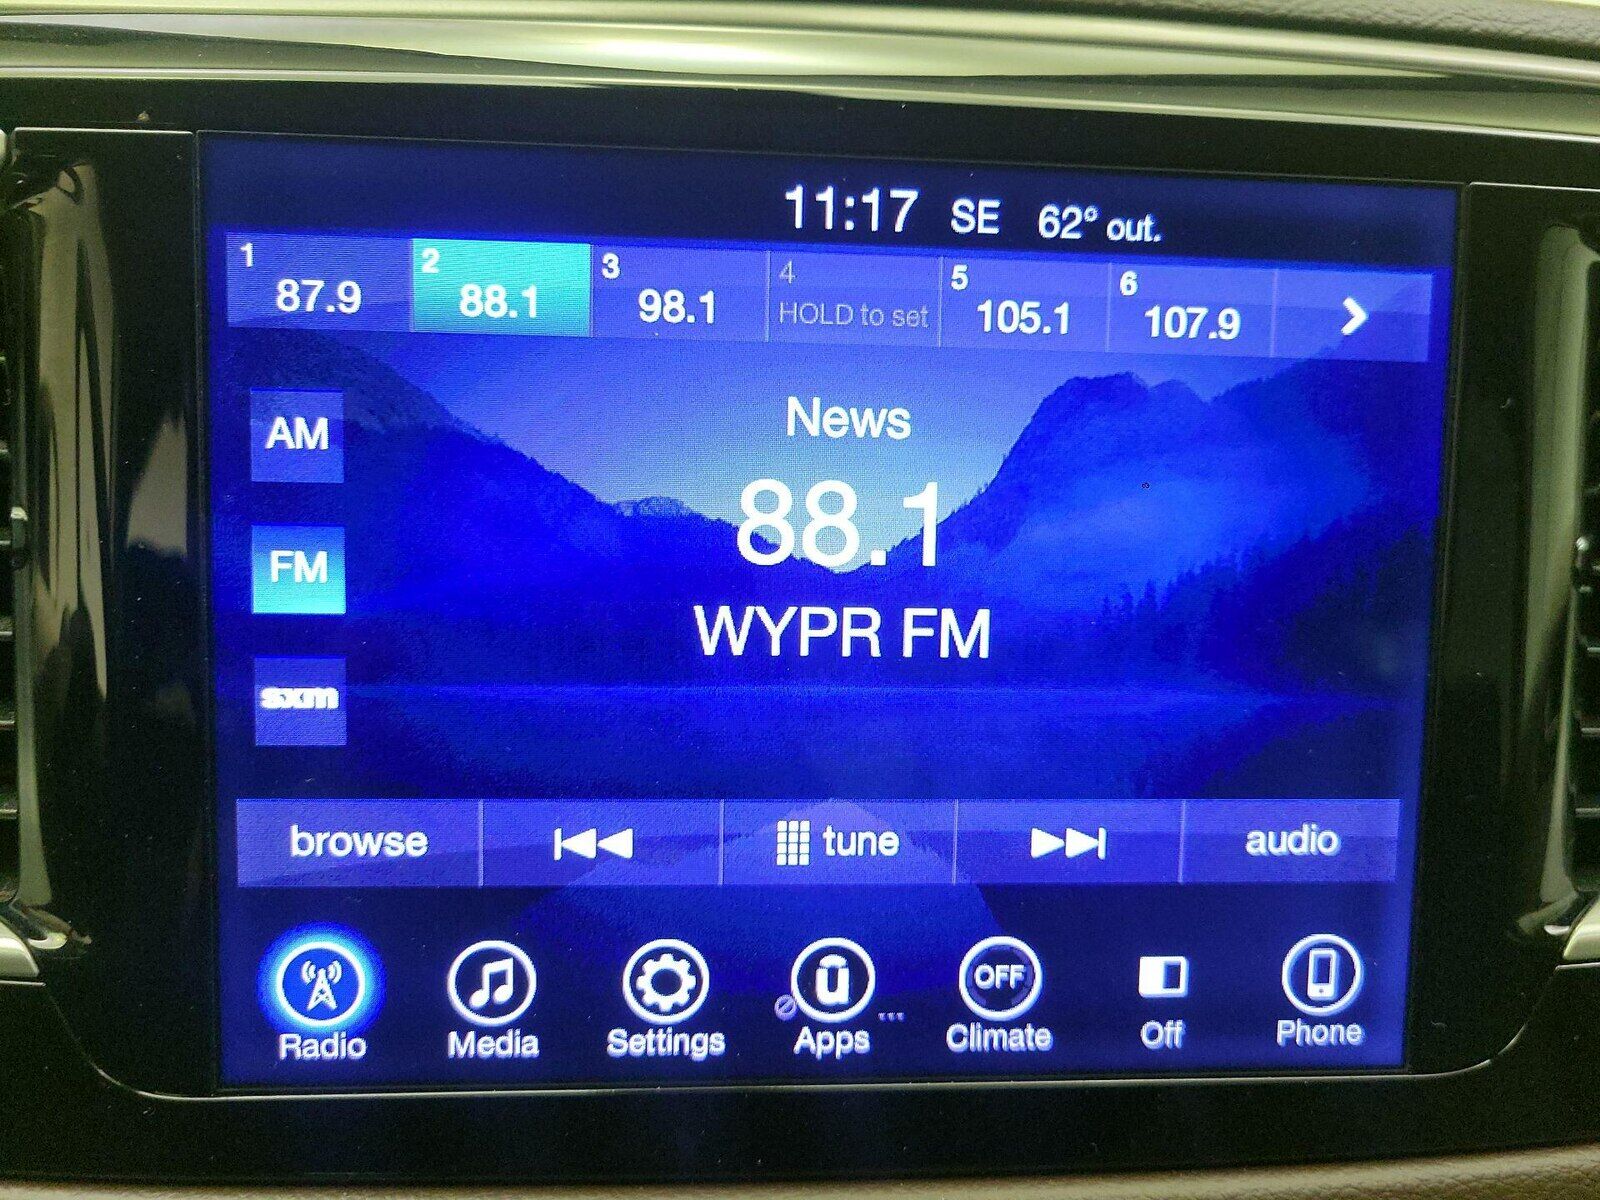 11:17 SE 62° out.
1 87.9
2 88.1
3 98.1
4 HOLD to set
5 105.1
6 107.9
News
88.1
WYPR FM
AM
FM
sxm
browse
tune
audio
OFF
Radio
Media
Settings
Apps
Climate
Off
Phone